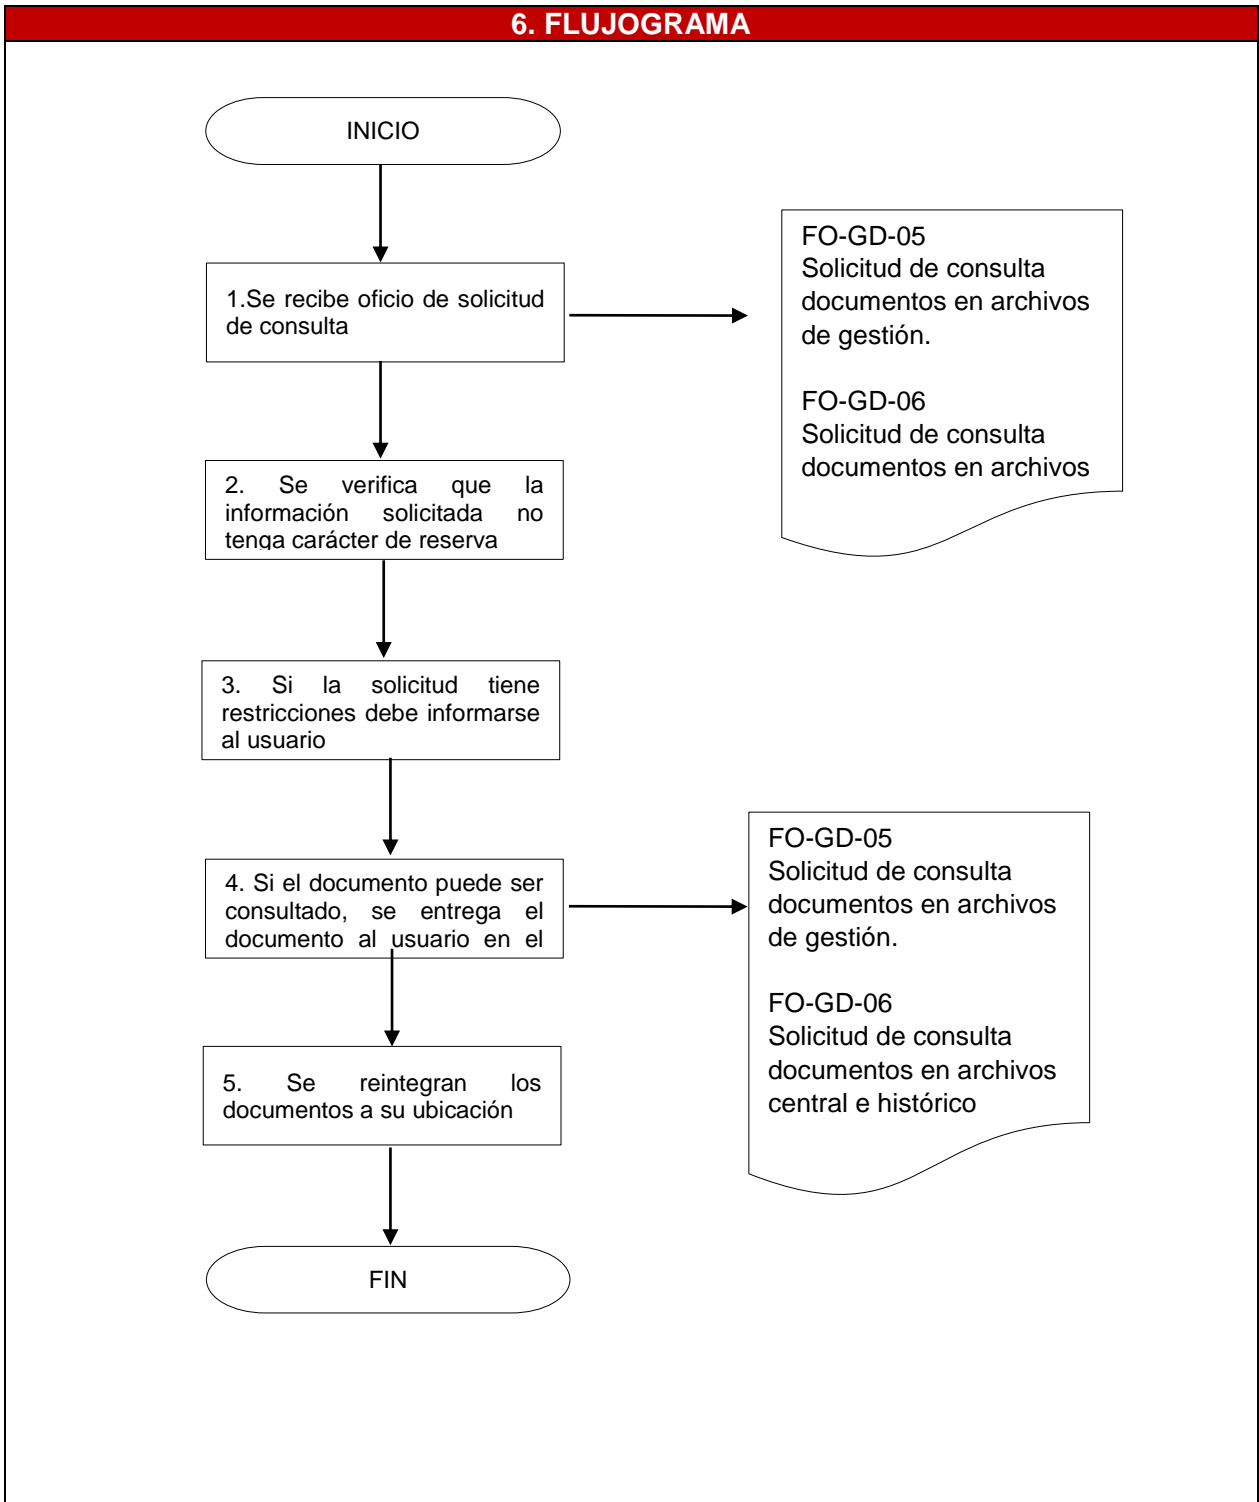 6. FLUJOGRAMA
INICIO
1.Se recibe oficio de solicitud
de consulta
FO-GD-05
Solicitud de consulta
documentos en archivos
de gestión.
FO-GD-06
Solicitud de consulta
documentos en archivos
2. Se verifica que la
información solicitada no
tenga carácter de reserva
3. Si la solicitud tiene
restricciones debe informarse
al usuario
4. Si el documento puede ser
consultado, se entrega el
documento al usuario en el
FO-GD-05
Solicitud de consulta
documentos en archivos
de gestión.
FO-GD-06
Solicitud de consulta
documentos en archivos
central e histórico
5. Se reintegran los
documentos a su ubicación
FIN